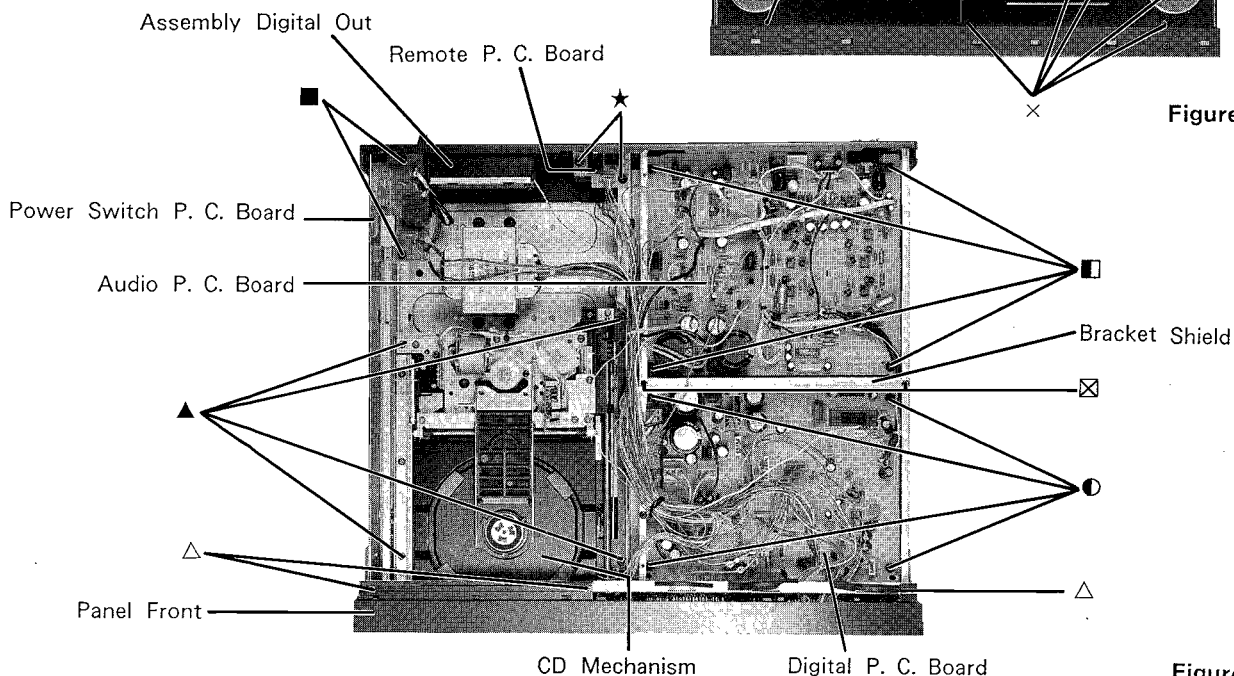 Assembly Digital Out
Remote P. C. Board
Figure
Power Switch P. C. Board
Audio P. C. Board
Bracket Shield
Panel Front
CD Mechanism
Digital P. C. Board
Figure